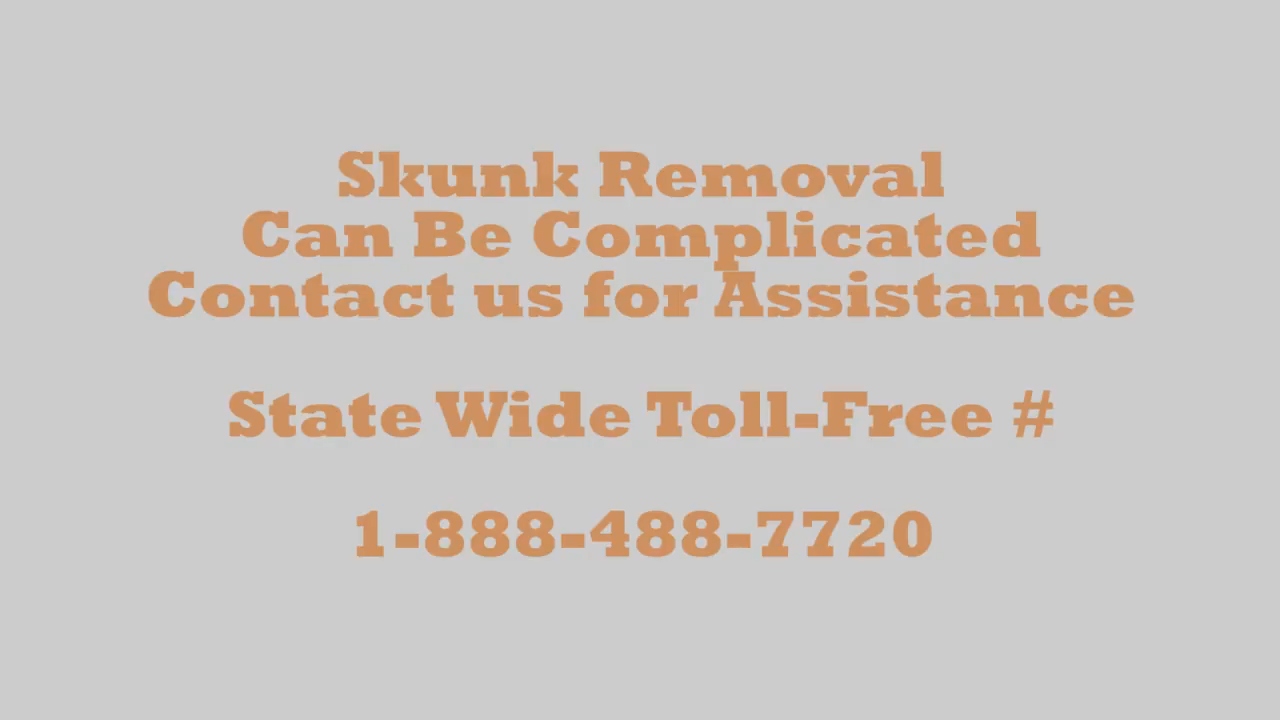 Skunk Removal
Can Be Complicated
Contact us for Assistance
State Wide Toll-Free #
1-888-488-7720